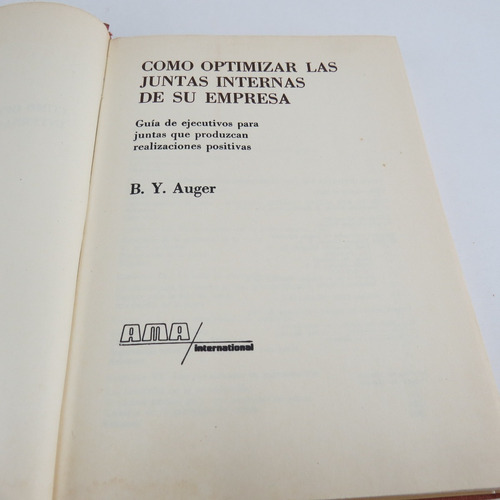 COMO OPTIMIZAR LAS
JUNTAS INTERNAS
DE SU EMPRESA
Guía de ejecutivos para
juntas que produzcan
realizaciones positivas
B. Y. Auger
AMA/
international